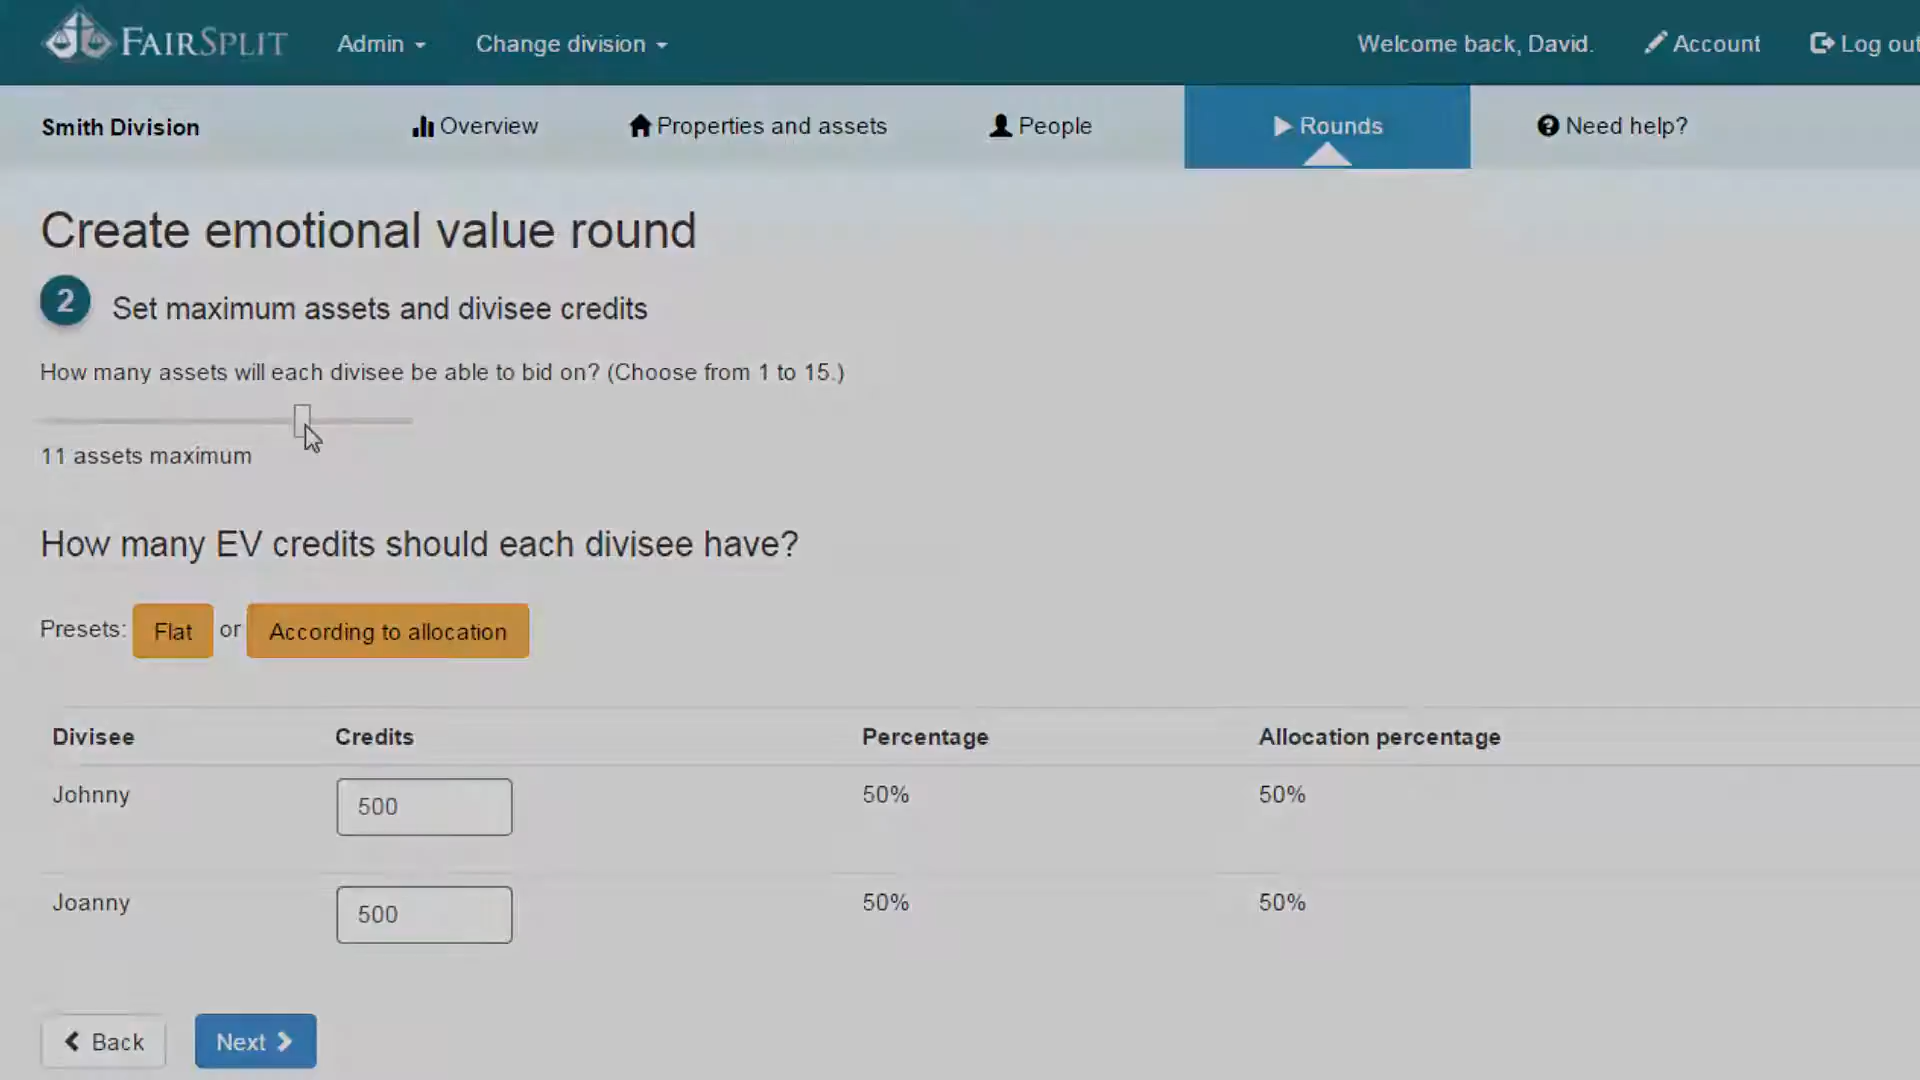 FAIRSPLIT Admin Change division Welcome back, David. Account Log out
Smith Division Overview Properties and assets People Rounds Need help?
Create emotional value round
2 Set maximum assets and divisee credits
How many assets will each divisee be able to bid on? (Choose from 1 to 15.)
11 assets maximum
How many EV credits should each divisee have?
Presets: Flat or According to allocation
Divisee Credits Percentage Allocation percentage
Johnny 500 50% 50%
Joanny 500 50% 50%
Back Next